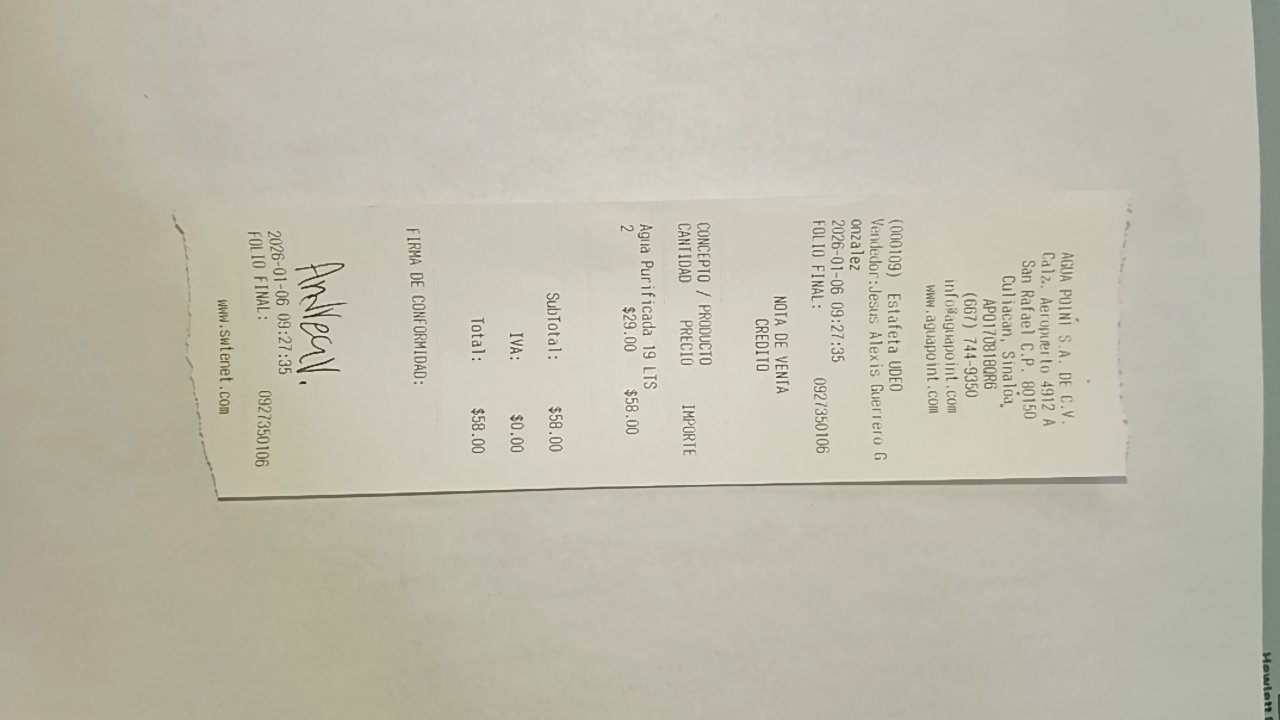 AGUA POINT S.A. DE C.V.
Calz. Aeropuerto 4912 A
San Rafael C.P. 80150
Culiacan, Sinaloa,
APO170818QR6
(667) 744-9350
info@aguapoint.com
www.aguapoint.com
(000109) Estafeta UDEO
Vendedor:Jesus Alexis Guerrero G
onzalez
2026-01-06 09:27:35
FOLIO FINAL: 0927350106
NOTA DE VENTA
CREDITO
CONCEPTO / PRODUCTO
CANTIDAD PRECIO IMPORTE
Agua Purificada 19 LTS
2 $29.00 $58.00
SubTotal: $58.00
IVA: $0.00
Total: $58.00
FIRMA DE CONFORMIDAD:
2026-01-06 09:27:35
FOLIO FINAL: 0927350106
www.swtenet.com